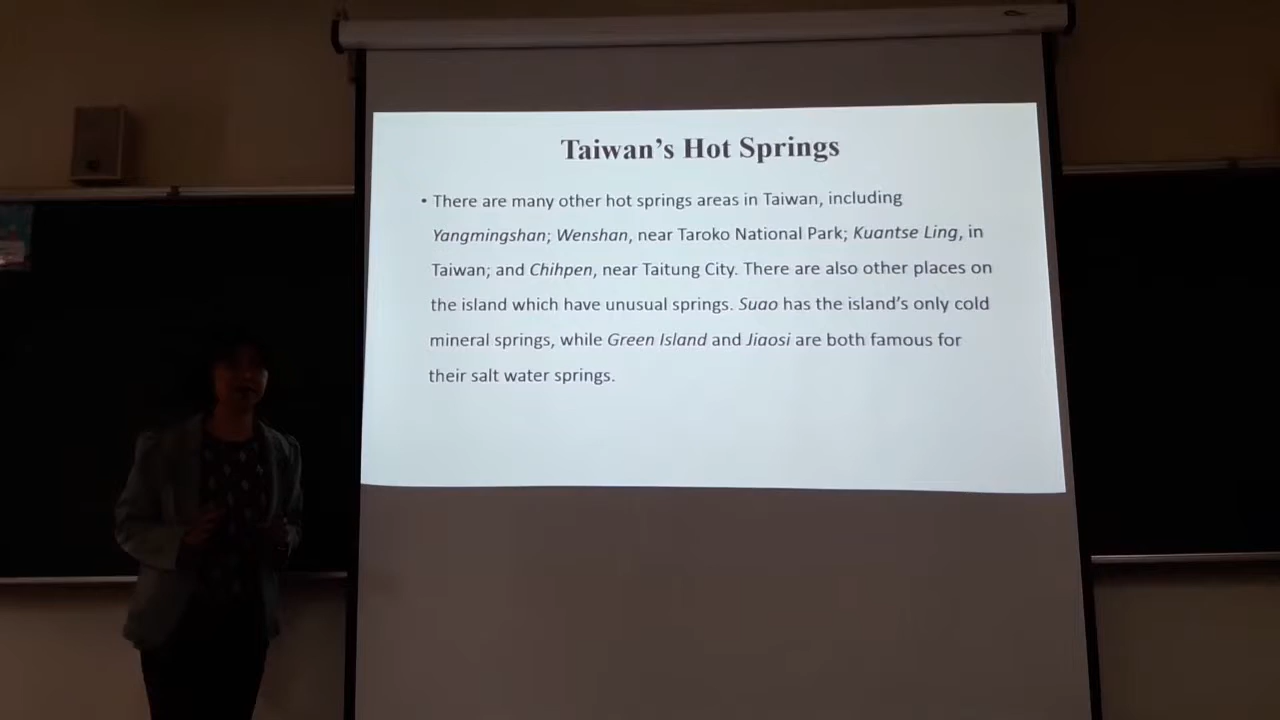 Taiwan's Hot Springs
• There are many other hot springs areas in Taiwan, including
Yangmingshan; Wenshan, near Taroko National Park; Kuantse Ling, in
Taiwan; and Chihpen, near Taitung City. There are also other places on
the island which have unusual springs. Suao has the island's only cold
mineral springs, while Green Island and Jiaosi are both famous for
their salt water springs.